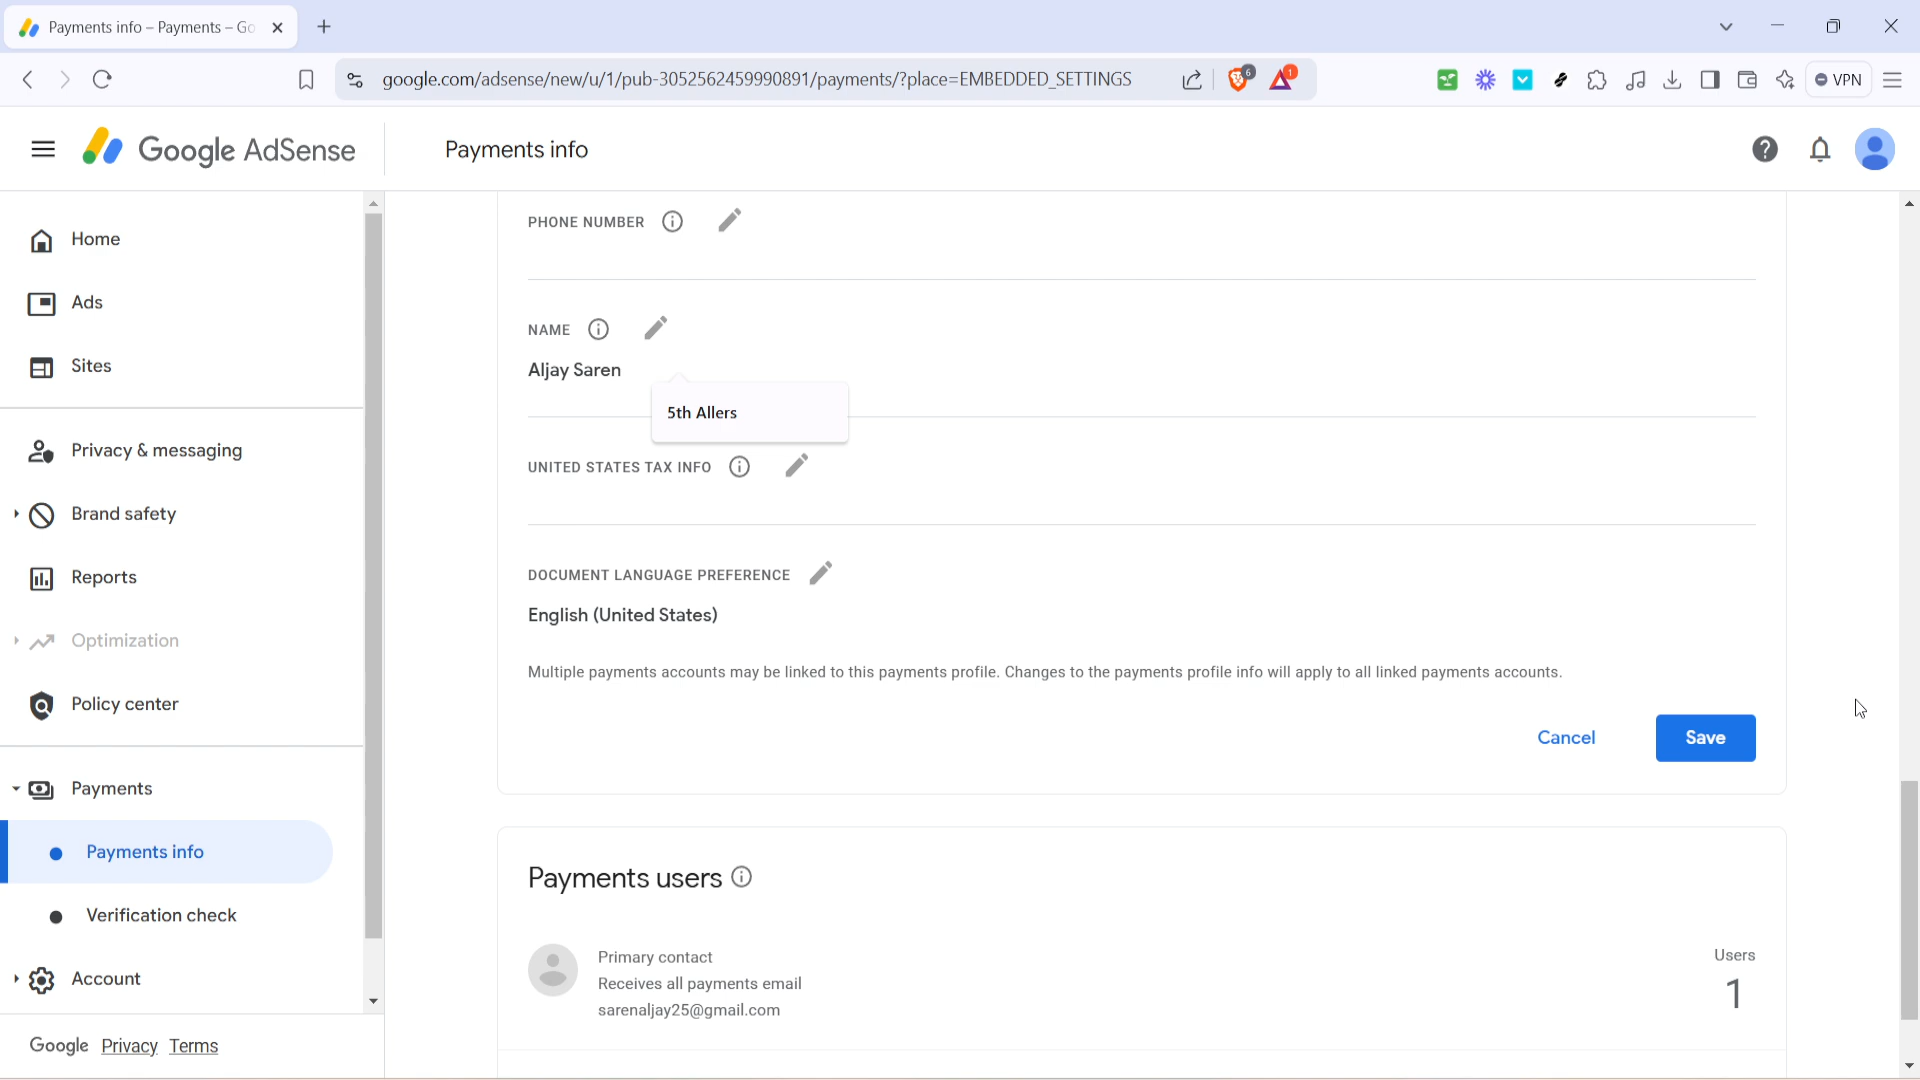 Payments info – Payments – Go
google.com/adsense/new/u/1/pub-3052562459990891/payments/?place=EMBEDDED_SETTINGS
6
1
VPN
Google AdSense
Payments info
Home
Ads
Sites
Privacy & messaging
Brand safety
Reports
Optimization
Policy center
Payments
Payments info
Verification check
Account
Google Privacy Terms
PHONE NUMBER
NAME
Aljay Saren
5th Allers
UNITED STATES TAX INFO
DOCUMENT LANGUAGE PREFERENCE
English (United States)
Multiple payments accounts may be linked to this payments profile. Changes to the payments profile info will apply to all linked payments accounts.
Cancel
Save
Payments users
Primary contact
Receives all payments email
sarenaljay25@gmail.com
Users
1